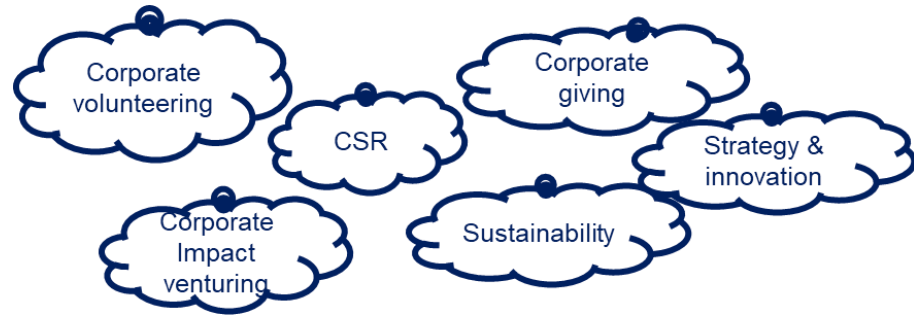 Corporate
volunteering
CSR
Corporate
giving
Strategy &
innovation
Corporate
Impact
venturing
Sustainability